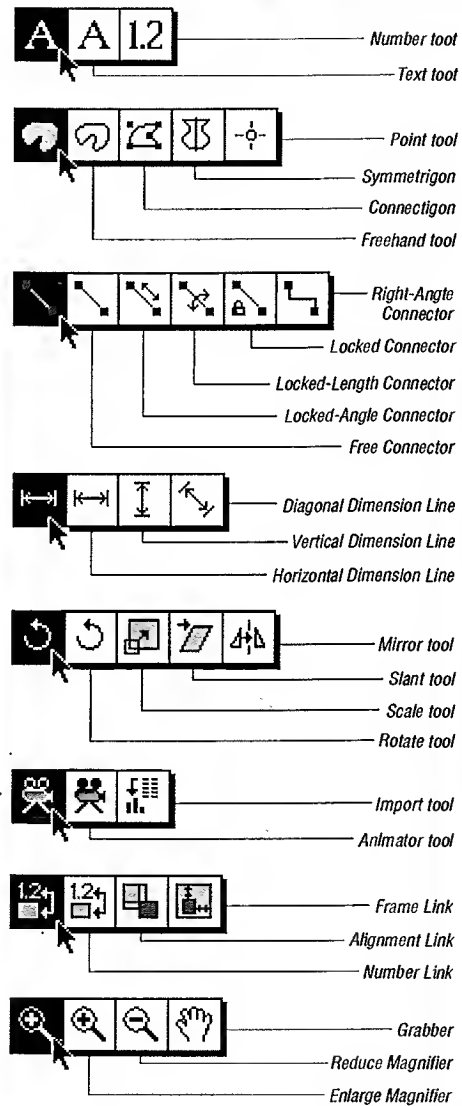 A A 1.2
Number toot
Text toot
Point tool
Symmetrigon
Connectigon
Freehand tool
Right-Angle
Connector
Locked Connector
Locked-Length Connector
Locked-Angle Connector
Free Connector
Diagonal Dimension Line
Vertical Dimension Line
Horizontal Dimension Line
Mirror tool
Slant tool
Scale tool
Rotate tool
Import tool
Animator tool
1.2 1.2
Frame Link
Alignment Link
Number Link
Grabber
Reduce Magnifier
Enlarge Magnifier